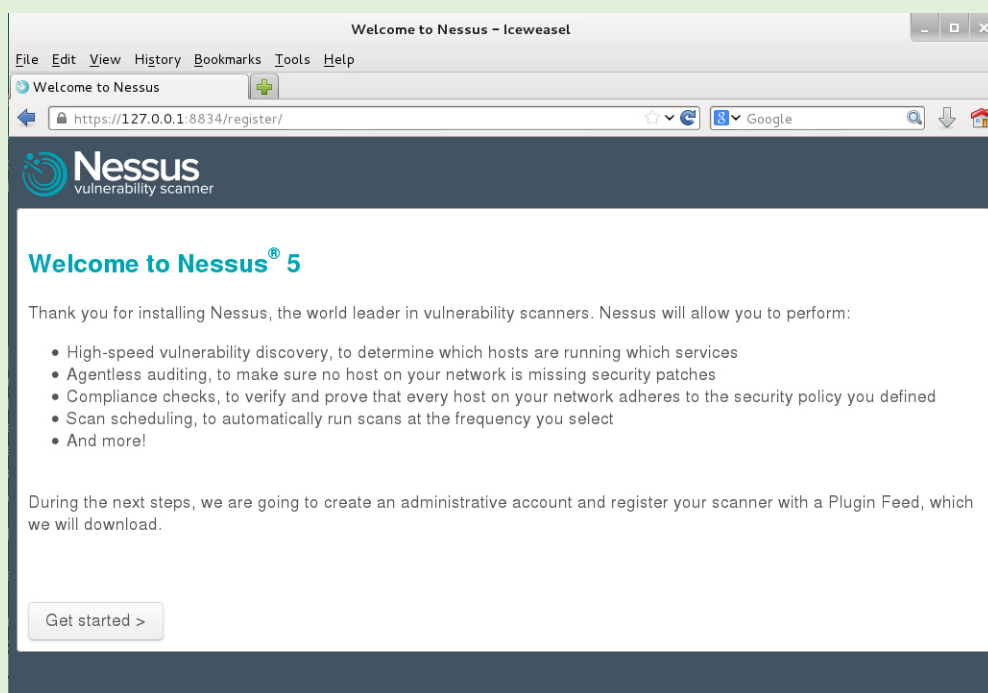 Welcome to Nessus – Iceweasel
File Edit View History Bookmarks Tools Help
Welcome to Nessus
https://127.0.0.1:8834/register/
8 Google
Nessus
vulnerability scanner
Welcome to Nessus® 5
Thank you for installing Nessus, the world leader in vulnerability scanners. Nessus will allow you to perform:
• High-speed vulnerability discovery, to determine which hosts are running which services
• Agentless auditing, to make sure no host on your network is missing security patches
• Compliance checks, to verify and prove that every host on your network adheres to the security policy you defined
• Scan scheduling, to automatically run scans at the frequency you select
• And more!
During the next steps, we are going to create an administrative account and register your scanner with a Plugin Feed, which
we will download.
Get started >